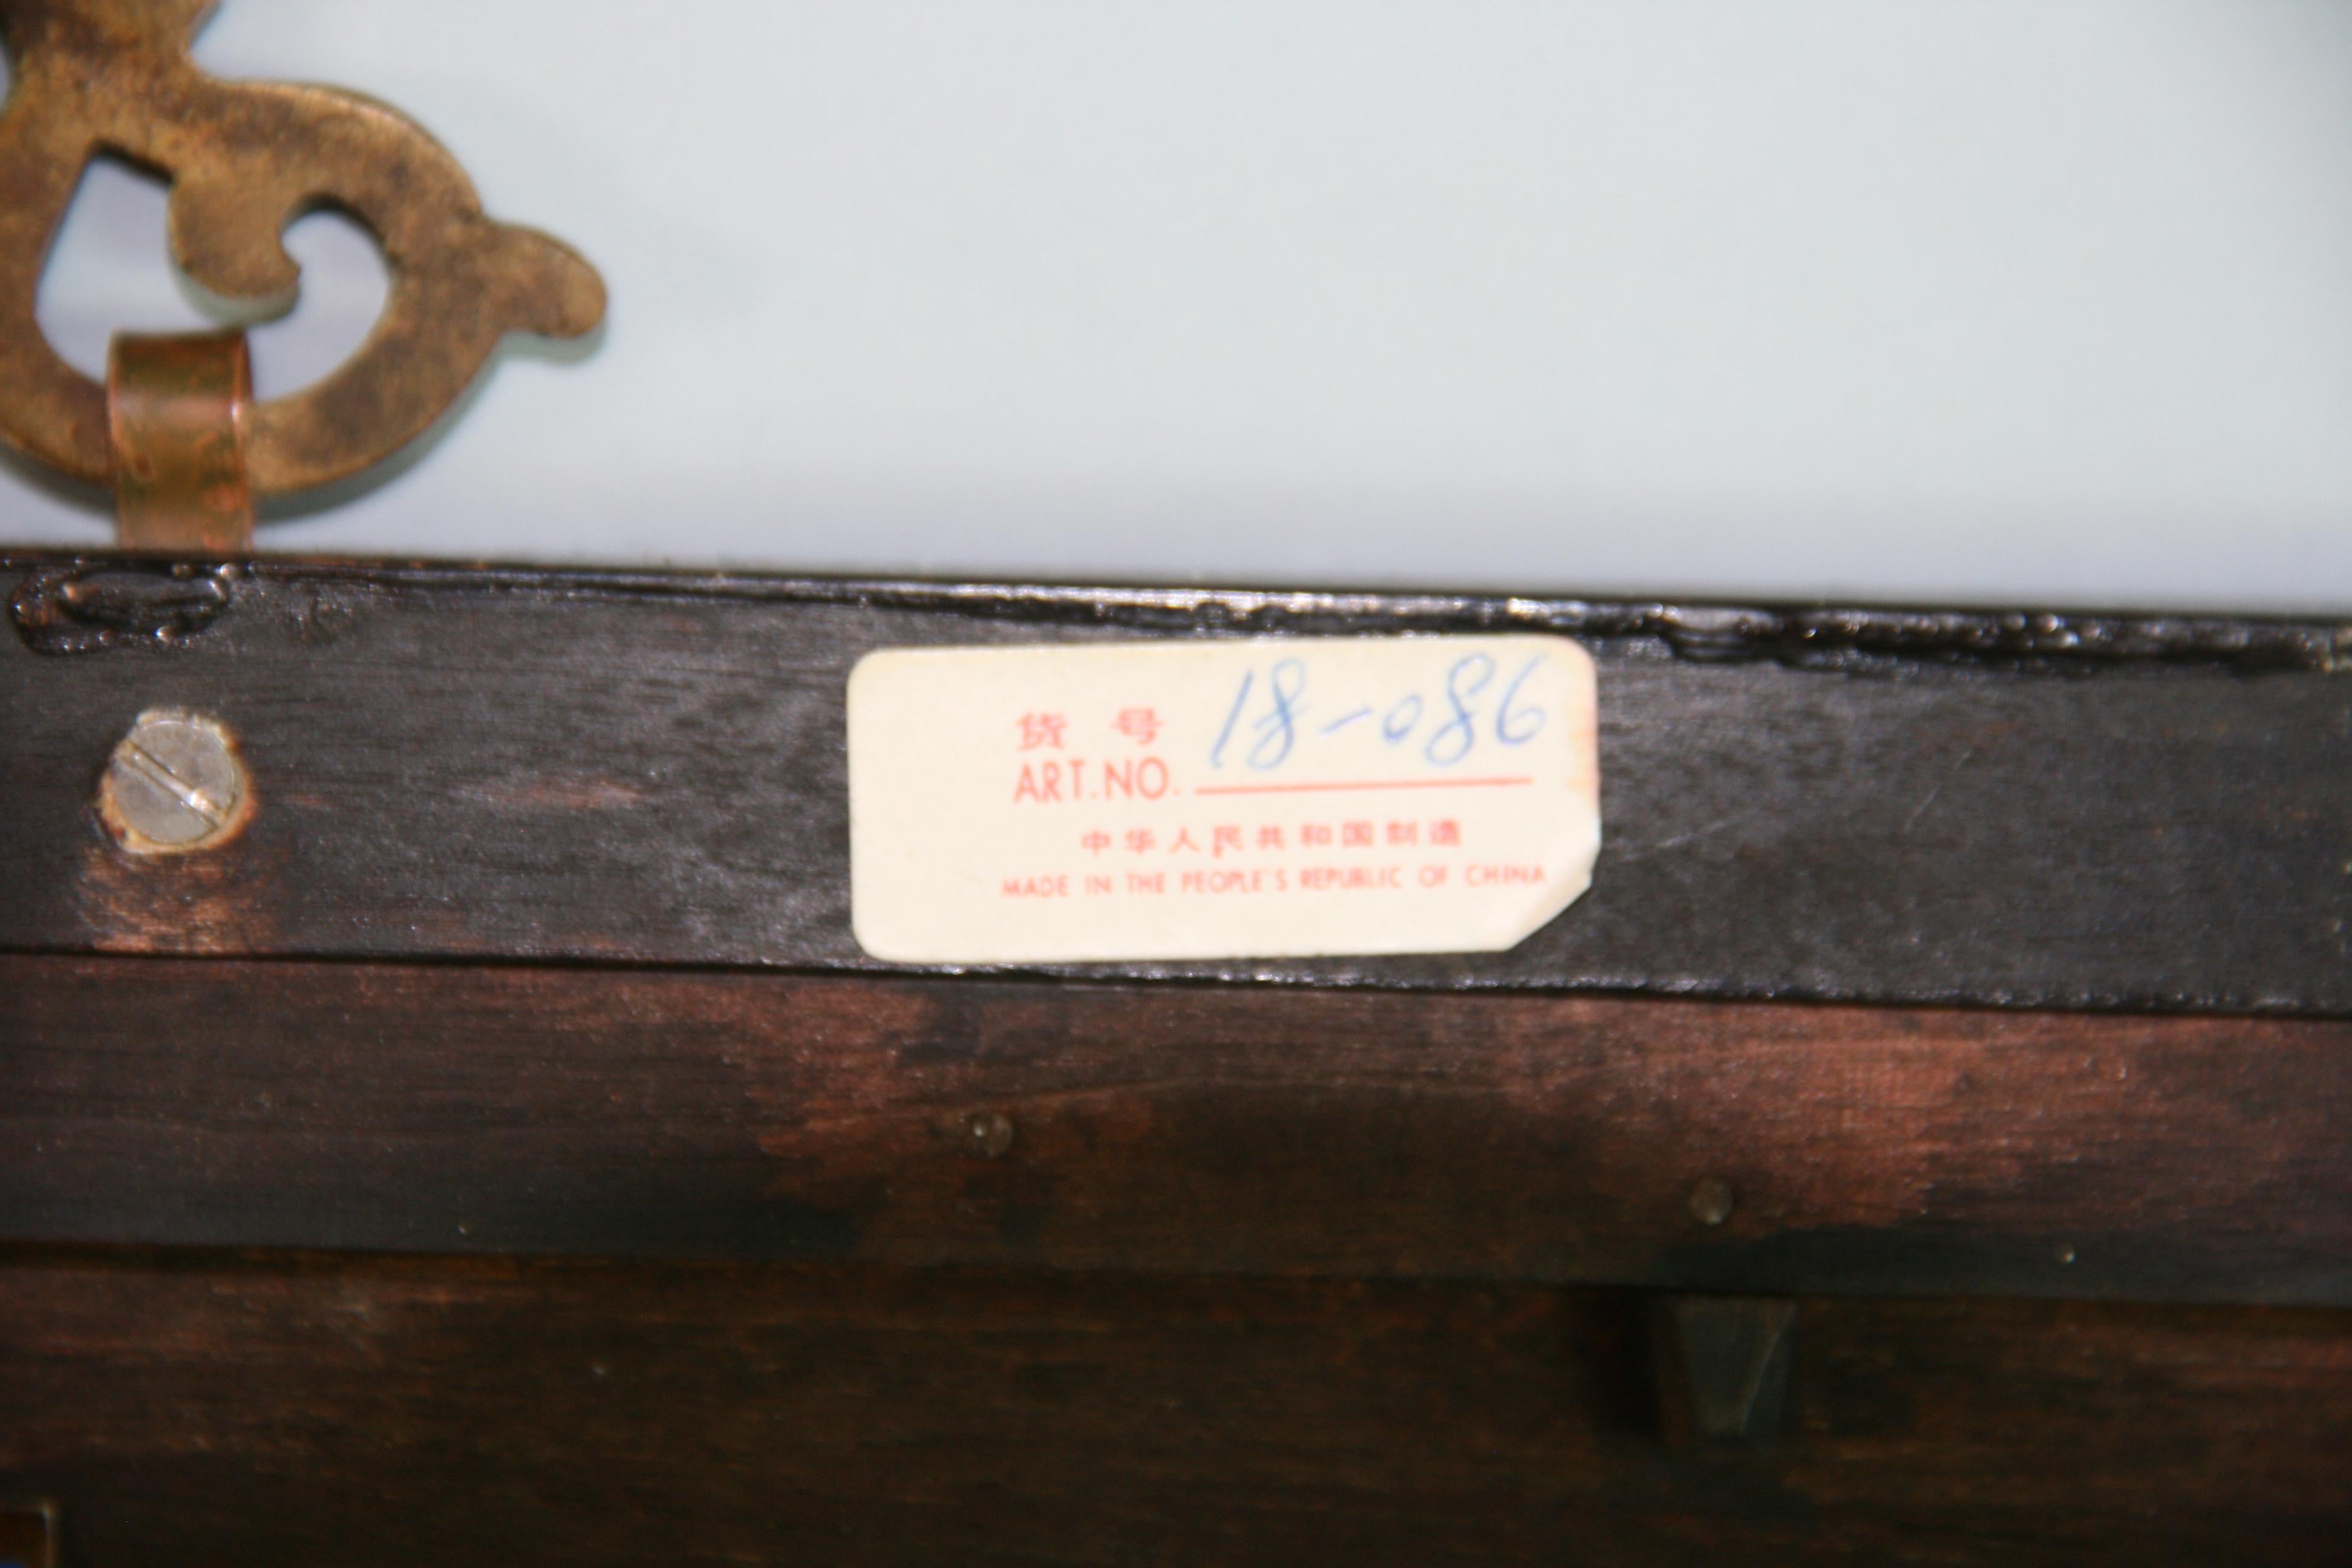 货号 18-086
ART.NO.
中华人民共和国制造
MADE IN THE PEOPLE'S REPUBLIC OF CHINA